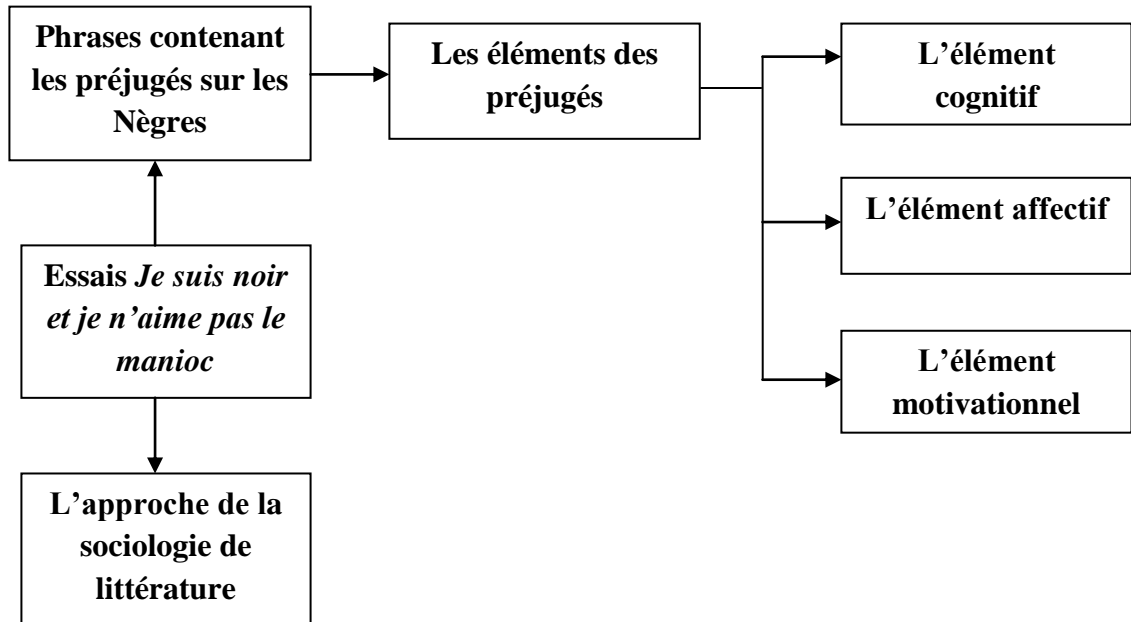 Phrases contenant
les préjugés sur les
Nègres
Les éléments des
préjugés
L’élément
cognitif
L’élément affectif
L’élément
motivationnel
Essais Je suis noir
et je n’aime pas le
manioc
L’approche de la
sociologie de
littérature